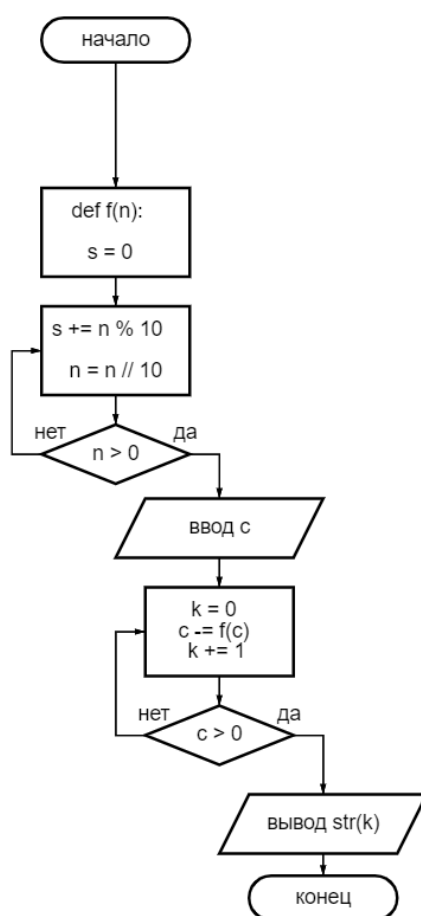 начало
def f(n):
s = 0
s += n % 10
n = n // 10
нет
да
n > 0
ввод с
k = 0
c -= f(c)
k += 1
нет
да
c > 0
вывод str(k)
конец